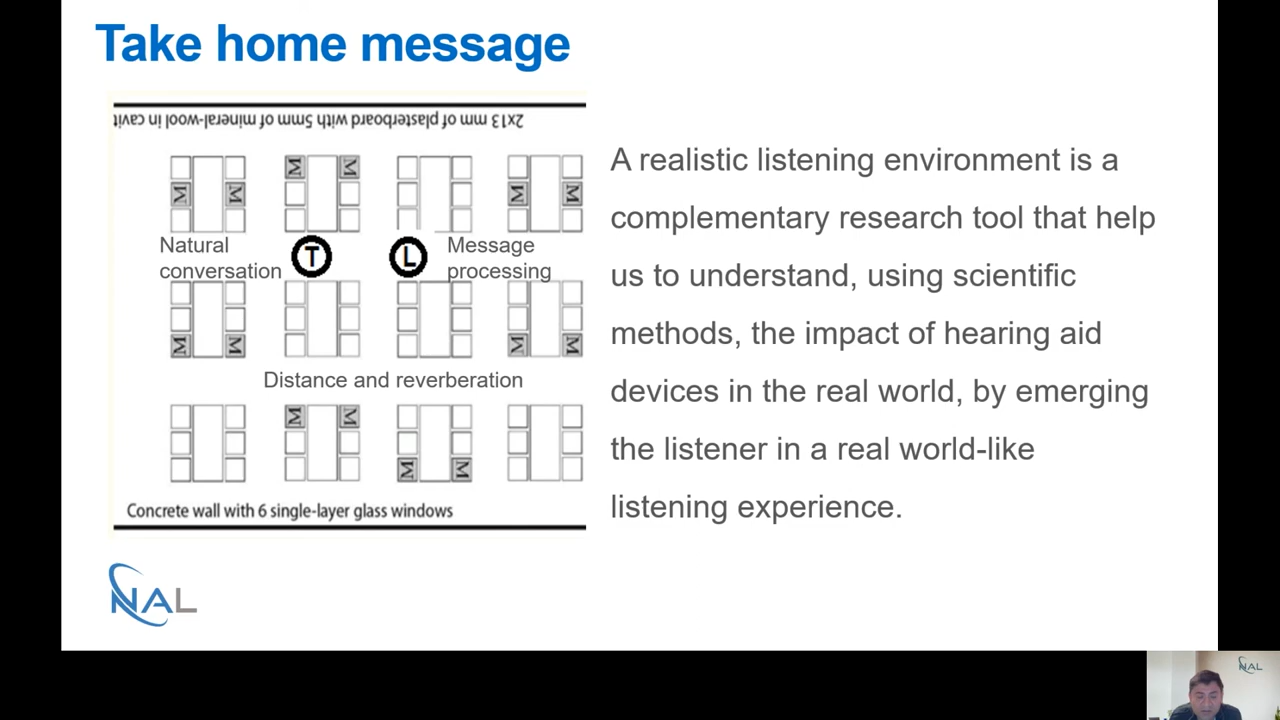 Take home message
2x13 mm of plasterboard with 5mm of mineral-wool in cavit
M M
M M M M
Natural
conversation
T
L
Message
processing
M M M M
Distance and reverberation
M M
M M
Concrete wall with 6 single-layer glass windows
A realistic listening environment is a
complementary research tool that help
us to understand, using scientific
methods, the impact of hearing aid
devices in the real world, by emerging
the listener in a real world-like
listening experience.
NAL
NAL